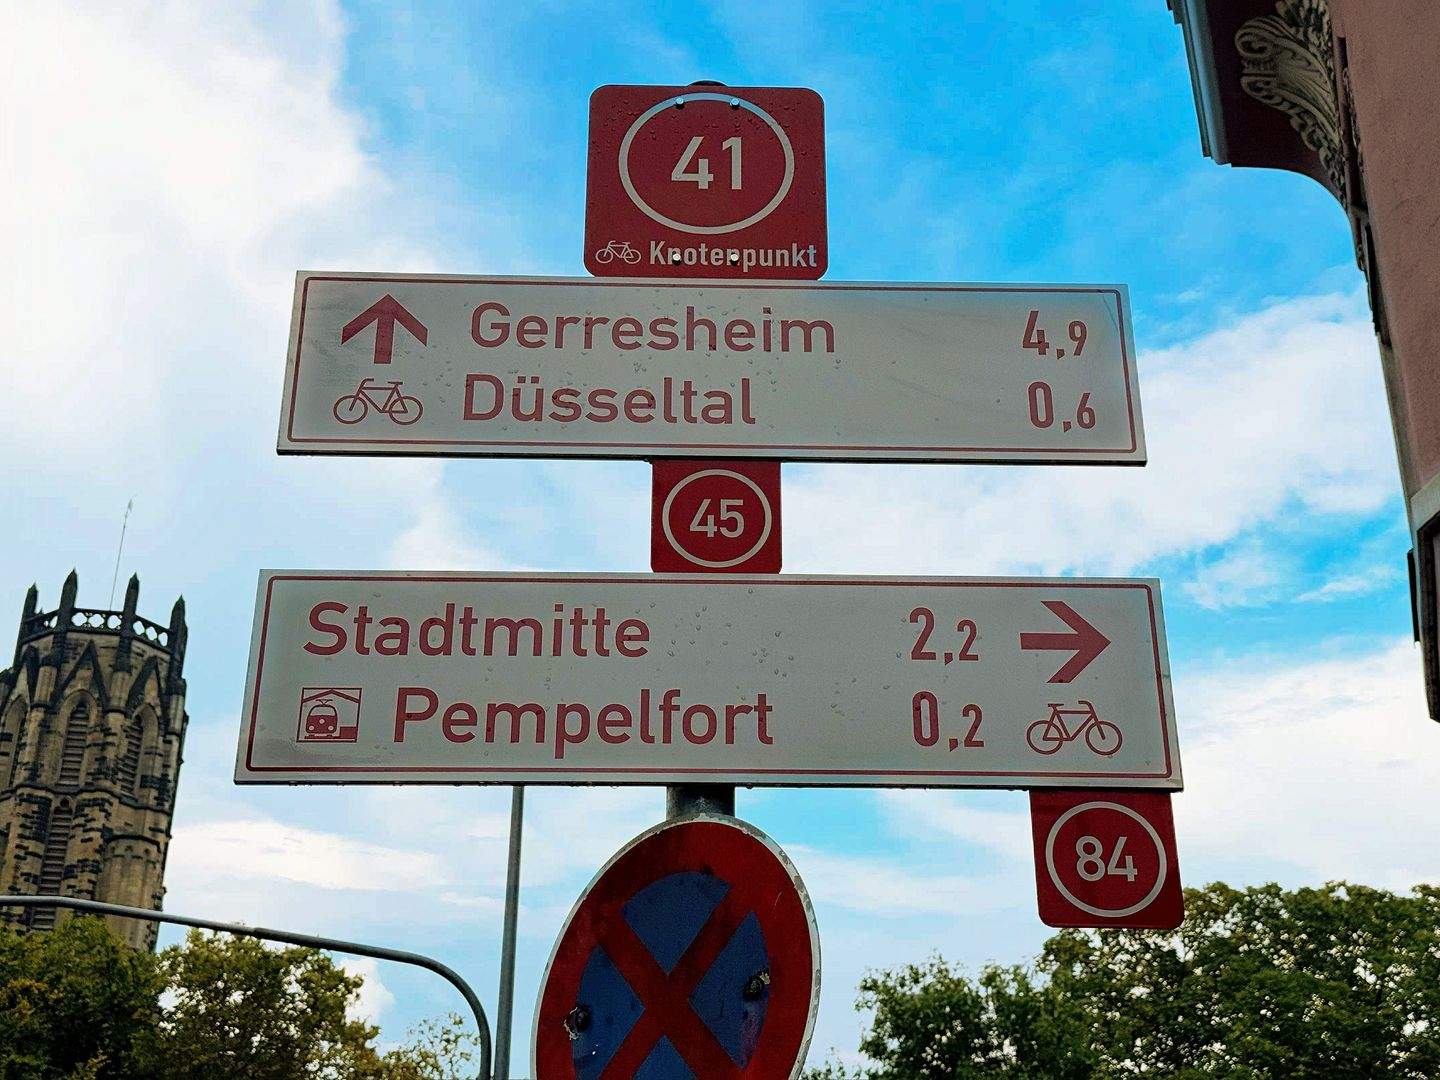 41
Knotenpunkt
Gerresheim 4,9
Düsseltal 0,6
45
Stadtmitte 2,2
Pempelfort 0,2
84